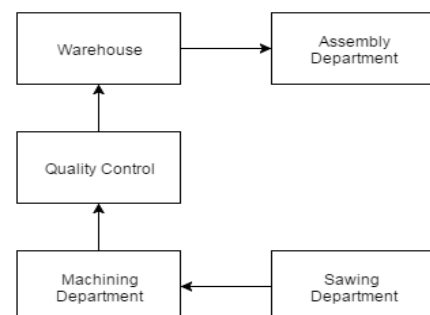 Warehouse
Assembly
Department
Quality Control
Machining
Department
Sawing
Department